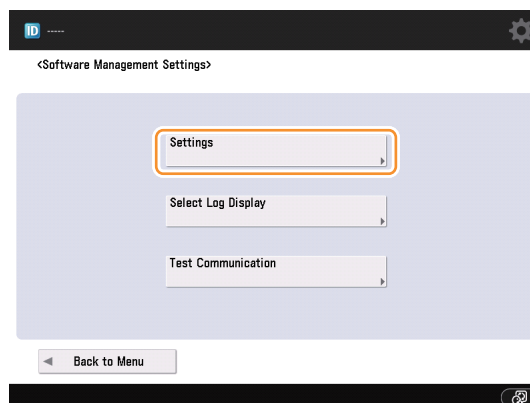 ID -----
<Software Management Settings>
Settings
Select Log Display
Test Communication
Back to Menu